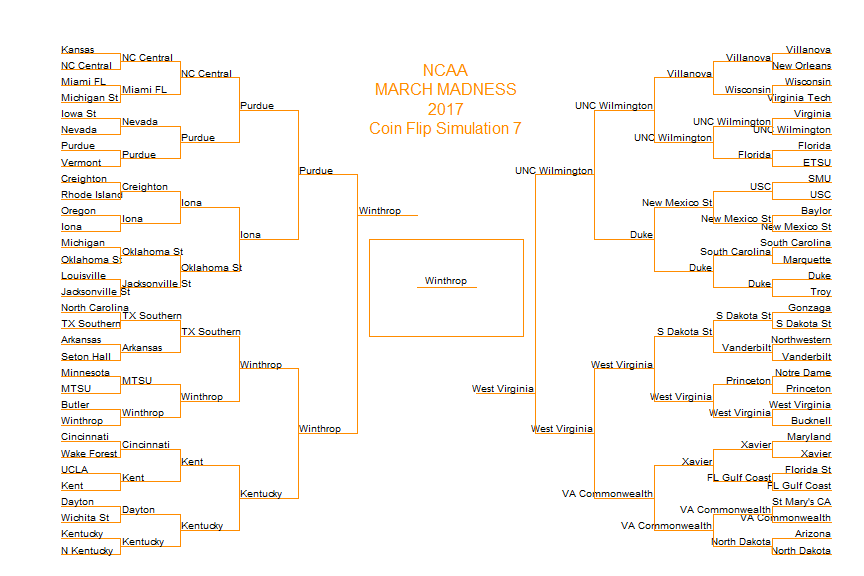 NCAA
MARCH MADNESS
2017
Coin Flip Simulation 7
Kansas
NC Central
Miami FL
Michigan St
Iowa St
Nevada
Purdue
Vermont
Creighton
Rhode Island
Oregon
Iona
Michigan
Oklahoma St
Louisville
Jacksonville St
North Carolina
TX Southern
Arkansas
Seton Hall
Minnesota
MTSU
Butler
Winthrop
Cincinnati
Wake Forest
UCLA
Kent
Dayton
Wichita St
Kentucky
N Kentucky
NC Central
Miami FL
Nevada
Purdue
Creighton
Iona
Oklahoma St
Jacksonville St
TX Southern
Arkansas
MTSU
Winthrop
Cincinnati
Kent
Dayton
Kentucky
NC Central
Purdue
Iona
Oklahoma St
TX Southern
Winthrop
Kent
Kentucky
Purdue
Iona
Winthrop
Kentucky
Purdue
Winthrop
Winthrop
Winthrop
West Virginia
UNC Wilmington
West Virginia
UNC Wilmington
Duke
West Virginia
VA Commonwealth
Villanova
UNC Wilmington
New Mexico St
Duke
S Dakota St
West Virginia
Xavier
VA Commonwealth
Villanova
Wisconsin
UNC Wilmington
Florida
USC
New Mexico St
South Carolina
Duke
S Dakota St
Vanderbilt
Princeton
West Virginia
Xavier
FL Gulf Coast
VA Commonwealth
North Dakota
Villanova
New Orleans
Wisconsin
Virginia Tech
Virginia
UNC Wilmington
Florida
ETSU
SMU
USC
Baylor
New Mexico St
South Carolina
Marquette
Duke
Troy
Gonzaga
S Dakota St
Northwestern
Vanderbilt
Notre Dame
Princeton
West Virginia
Bucknell
Maryland
Xavier
Florida St
FL Gulf Coast
St Mary's CA
VA Commonwealth
Arizona
North Dakota